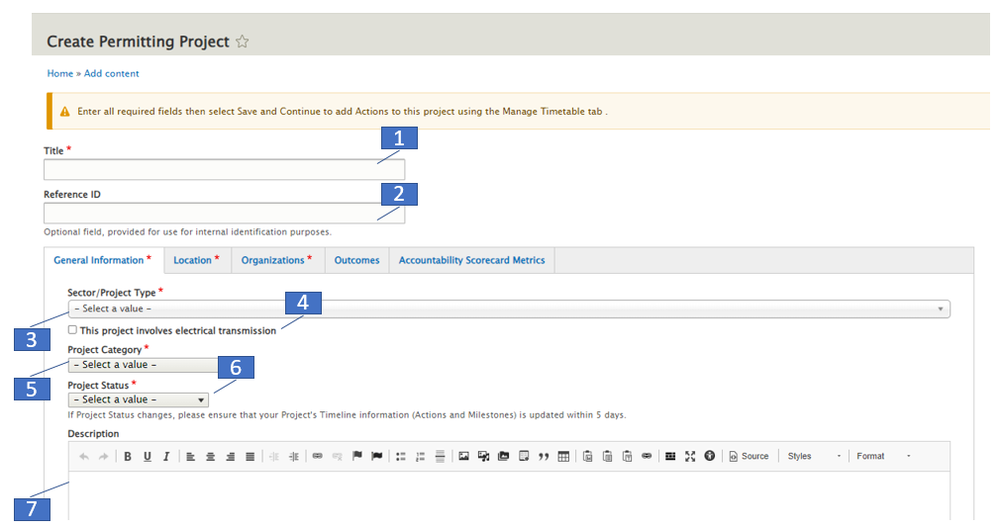 Create Permitting Project
Home » Add content
Enter all required fields then select Save and Continue to add Actions to this project using the Manage Timetable tab .
1
Title *
2
Reference ID
Optional field, provided for use for internal identification purposes.
General Information * Location * Organizations * Outcomes Accountability Scorecard Metrics
Sector/Project Type *
4
- Select a value -
3
This project involves electrical transmission
Project Category *
- Select a value -
6
5
Project Status *
- Select a value -
If Project Status changes, please ensure that your Project's Timeline information (Actions and Milestones) is updated within 5 days.
Description
B U I Source Styles Format
7